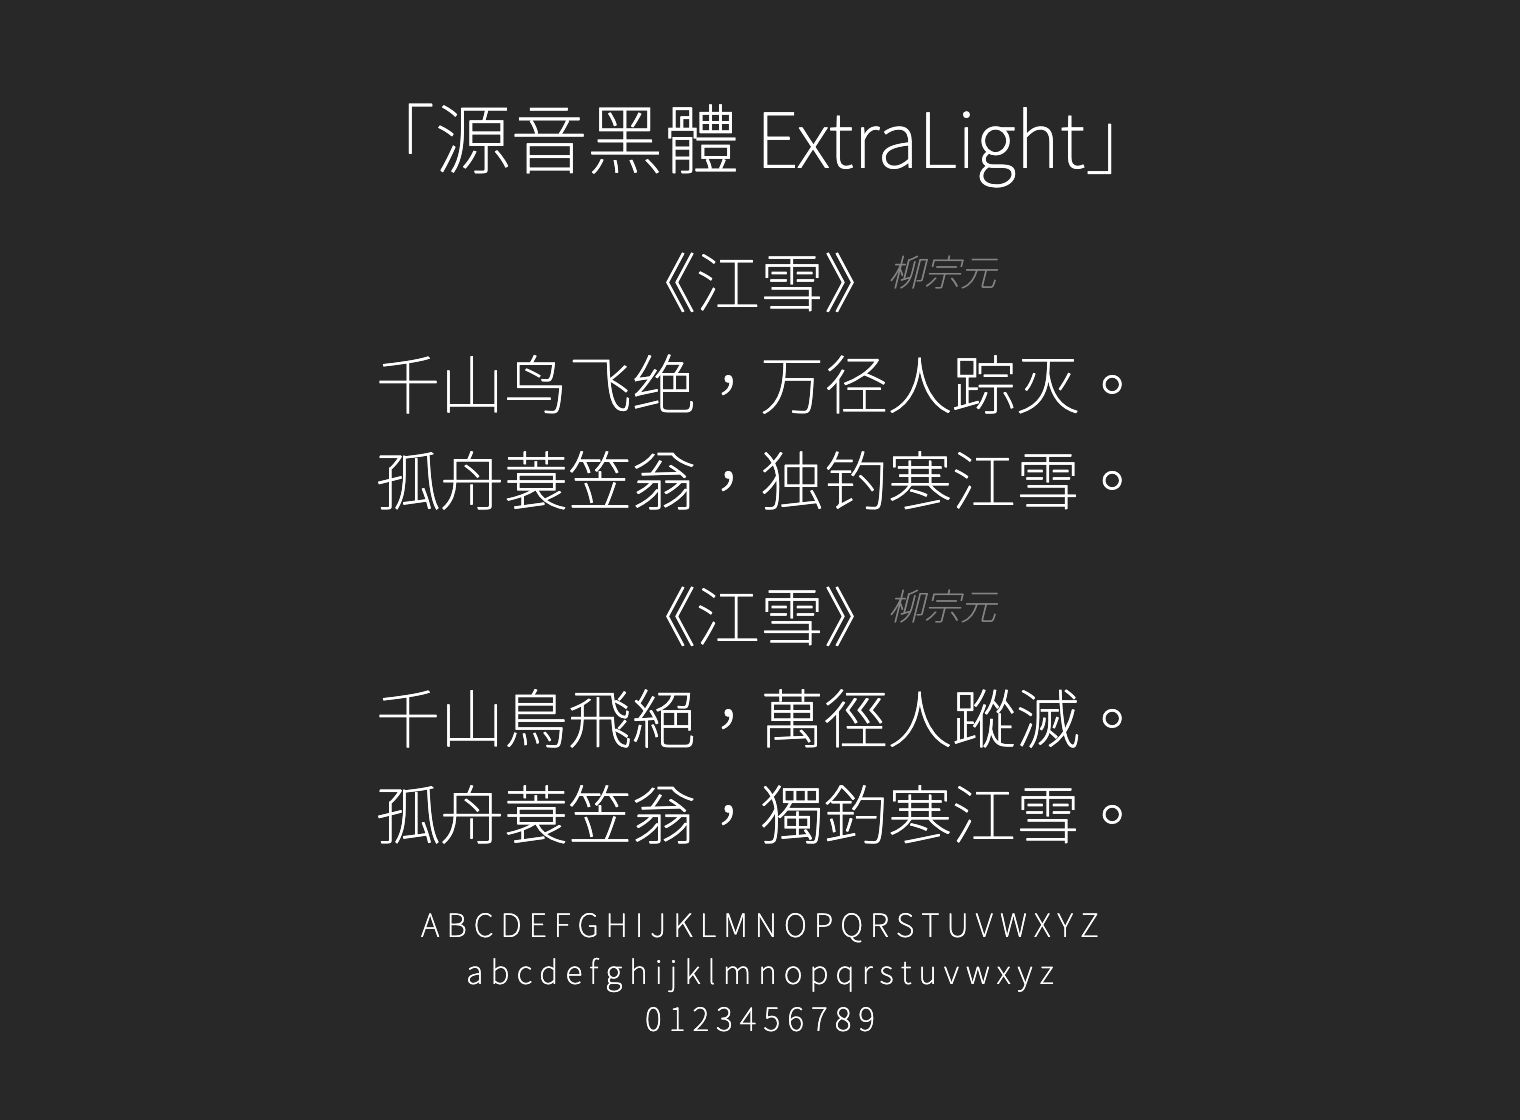 「源音黑體 ExtraLight」
《江雪》柳宗元
千山鸟飞绝，万径人踪灭。
孤舟蓑笠翁，独钓寒江雪。
《江雪》柳宗元
千山鳥飛絕，萬徑人蹤滅。
孤舟蓑笠翁，獨釣寒江雪。
ABCDEFGHIJKLMNOPQRSTUVWXYZ
abcdefghijklmnopqrstuvwxyz
0123456789